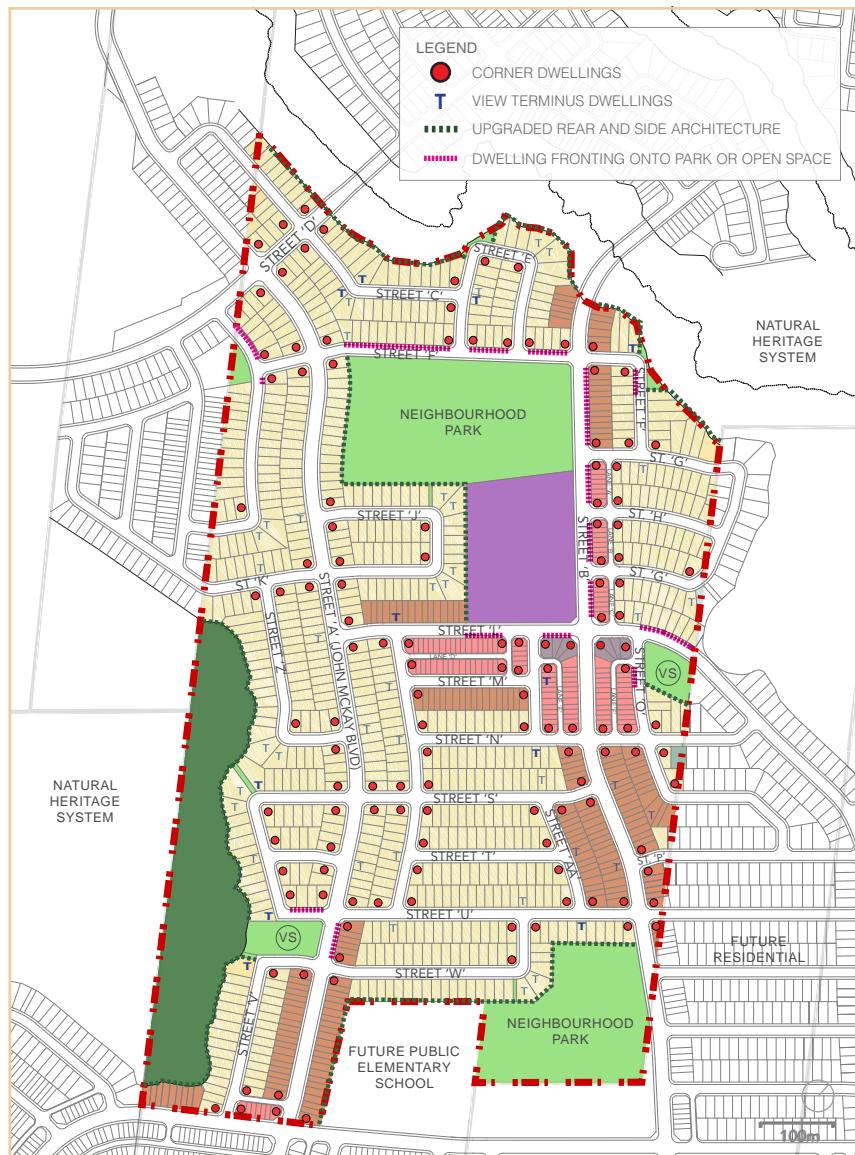 LEGEND
CORNER DWELLINGS
T VIEW TERMINUS DWELLINGS
UPGRADED REAR AND SIDE ARCHITECTURE
DWELLING FRONTING ONTO PARK OR OPEN SPACE
STREET 'D'
STREET 'E'
STREET 'C'
NATURAL
HERITAGE
SYSTEM
STREET 'F'
STREET 'F'
NEIGHBOURHOOD
PARK
ST. 'G'
LANE 'A'
STREET 'J'
ST. 'H'
STREET 'B'
ST. 'G'
ST. 'K'
STREET 'A' (JOHN MCKAY BLVD)
STREET 'L'
STREET 'Z'
LANE 'D'
STREET 'O'
VS
STREET 'M'
STREET 'N'
NATURAL
HERITAGE
SYSTEM
STREET 'S'
STREET 'AA'
STREET 'T'
ST. 'P'
STREET 'U'
VS
FUTURE
RESIDENTIAL
STREET 'W'
STREET 'V'
NEIGHBOURHOOD
PARK
FUTURE PUBLIC
ELEMENTARY
SCHOOL
100m